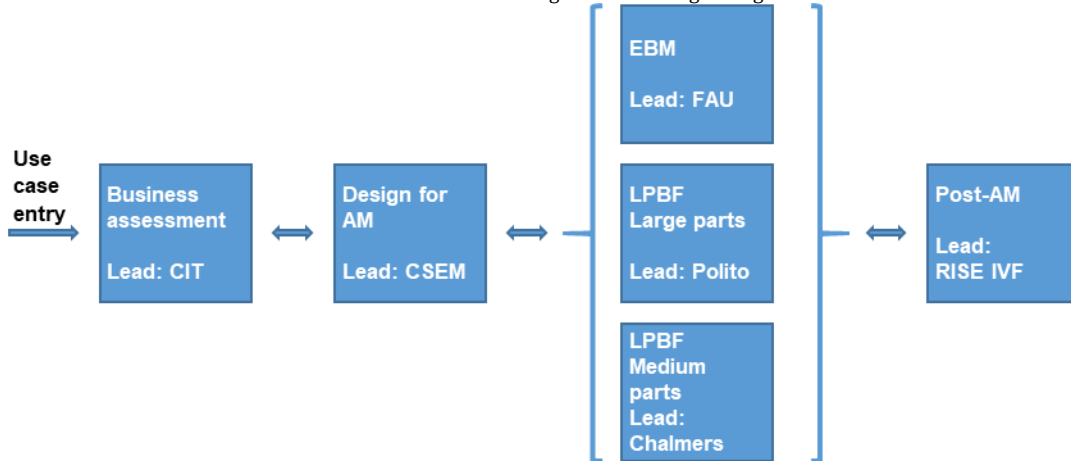 Use
case
entry
Business
assessment
Lead: CIT
Design for
AM
Lead: CSEM
EBM
Lead: FAU
LPBF
Large parts
Lead: Polito
LPBF
Medium
parts
Lead:
Chalmers
Post-AM
Lead:
RISE IVF